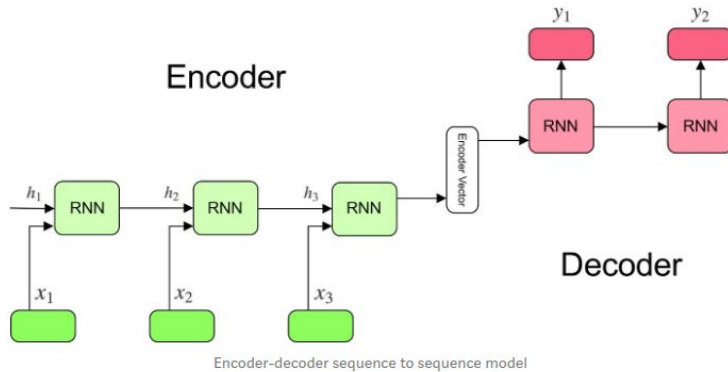 y₁
y₂
Encoder
RNN
RNN
Encoder Vector
h₁
RNN
h₂
RNN
h₃
RNN
Decoder
x₁
x₂
x₃
Encoder-decoder sequence to sequence model